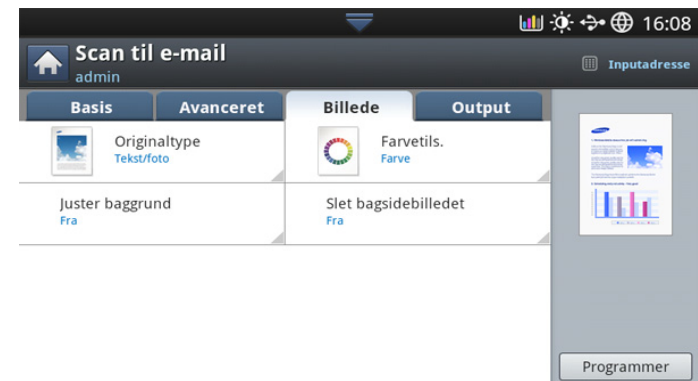 16:08
Scan til e-mail
admin
Inputadresse
Basis
Avanceret
Billede
Output
Originaltype
Tekst/foto
Farvetils.
Farve
Juster baggrund
Fra
Slet bagsidebilledet
Fra
Programmer